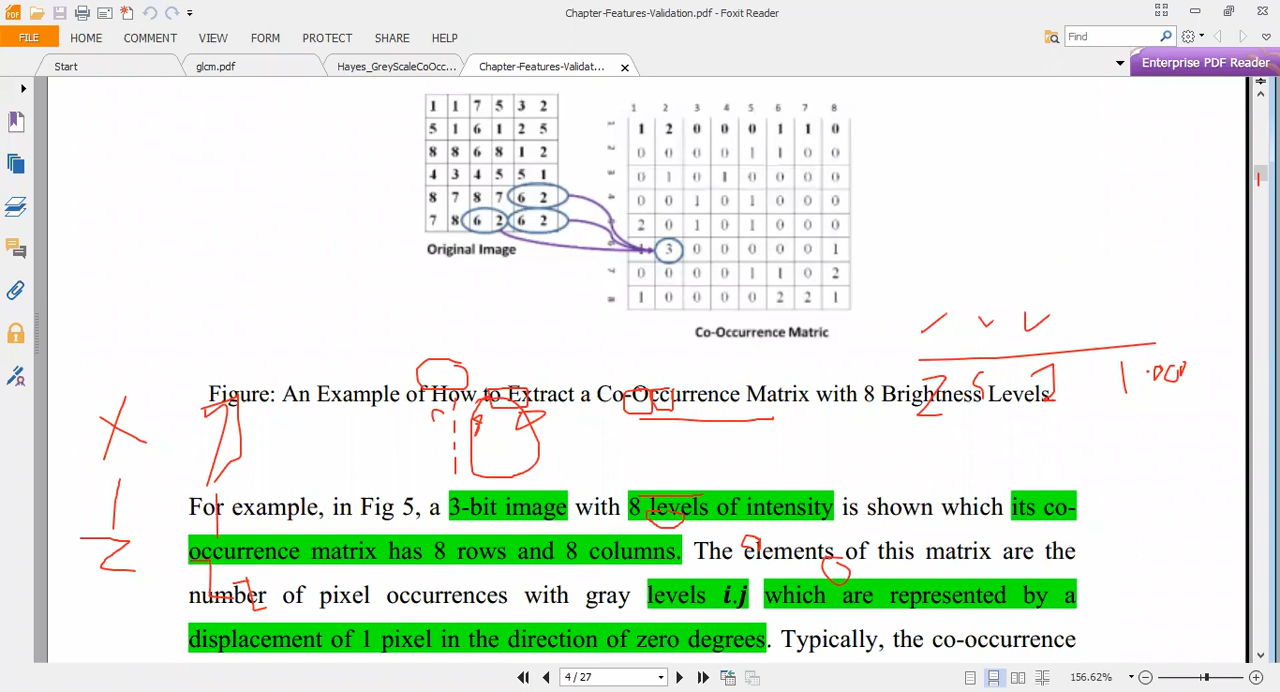 Chapter-Features-Validation.pdf - Foxit Reader
FILE HOME COMMENT VIEW FORM PROTECT SHARE HELP Find
Start glcm.pdf Hayes_GreyScaleCoOcc... Chapter-Features-Validat... Enterprise PDF Reader
1 1 7 5 3 2
5 1 6 1 2 5
8 8 6 8 1 2
4 3 4 5 5 1
8 7 8 7 6 2
7 8 6 2 6 2
Original Image
1 2 3 4 5 6 7 8
1 1 2 0 0 0 1 1 0
2 0 0 0 0 1 1 0 0
3 0 1 0 1 0 0 0 0
4 0 0 1 0 1 0 0 0
2 0 1 0 1 0 0 0
3 0 0 0 0 0 1
7 0 0 0 0 1 1 0 2
8 1 0 0 0 0 2 2 1
Co-Occurrence Matric
Figure: An Example of How to Extract a Co-Occurrence Matrix with 8 Brightness Levels
For example, in Fig 5, a 3-bit image with 8 levels of intensity is shown which its co-
occurrence matrix has 8 rows and 8 columns. The elements of this matrix are the
number of pixel occurrences with gray levels i.j which are represented by a
displacement of 1 pixel in the direction of zero degrees. Typically, the co-occurrence
X
1
2
4 / 27 156.62%